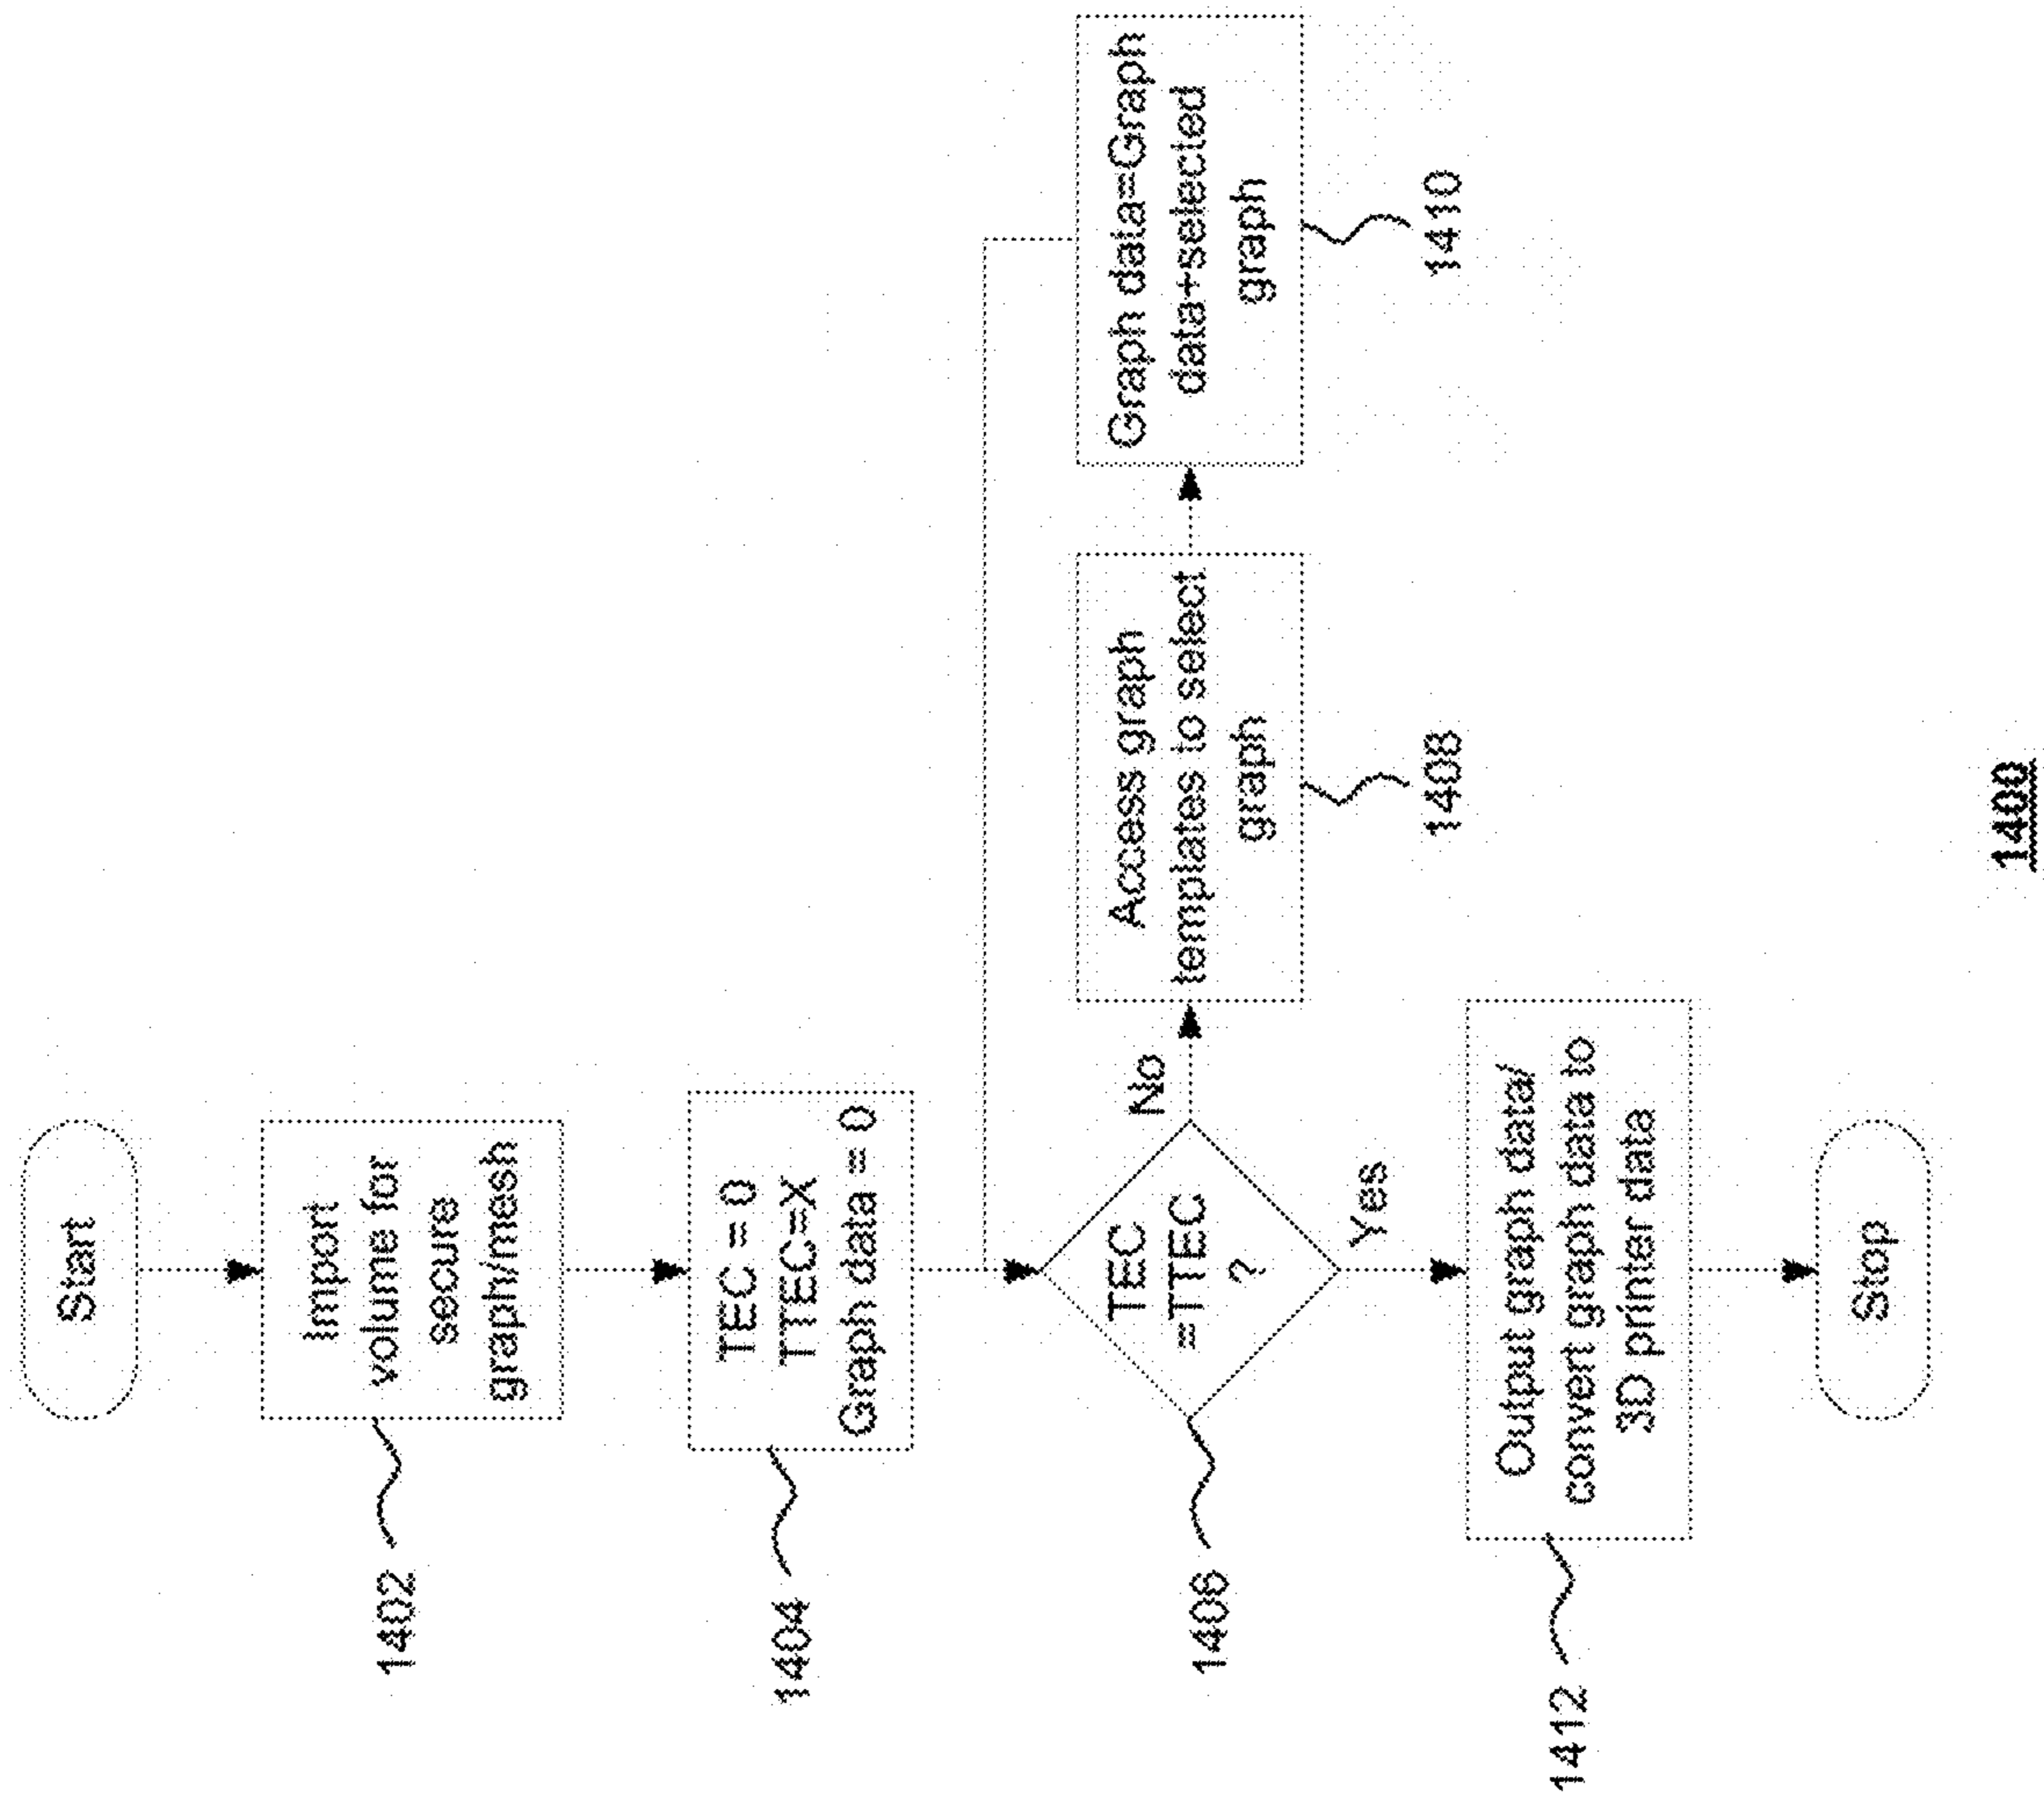 Start
Import
volume for
secure
graph/mesh
1402
TEC = 0
TTEC=X
Graph data = 0
1404
TEC
=TTEC
?
1406
No
Yes
Access graph
templates to select
graph
1408
Graph data=Graph
data+selected
graph
1410
Output graph data/
convert graph data to
3D printer data
1412
Stop
1400